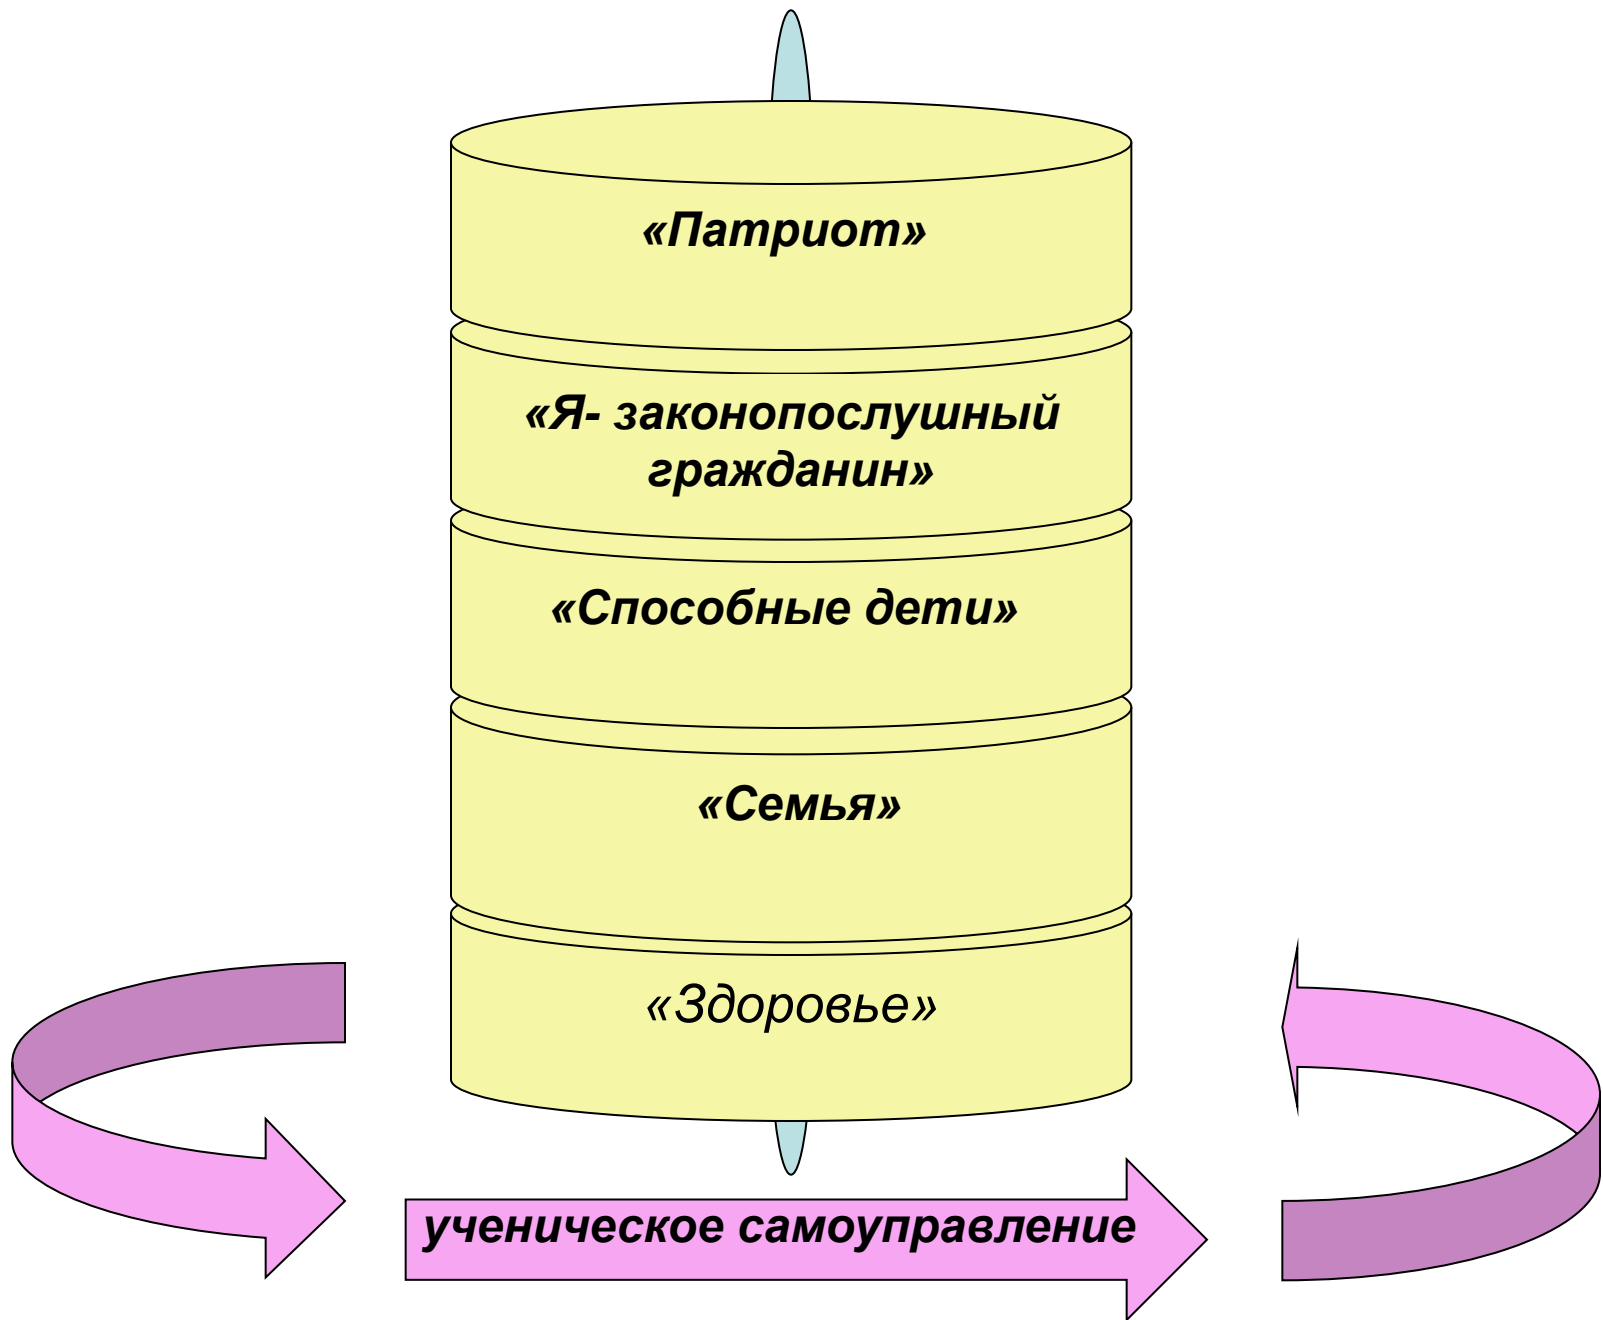 «Патриот»
«Я- законопослушный
гражданин»
«Способные дети»
«Семья»
«Здоровье»
ученическое самоуправление